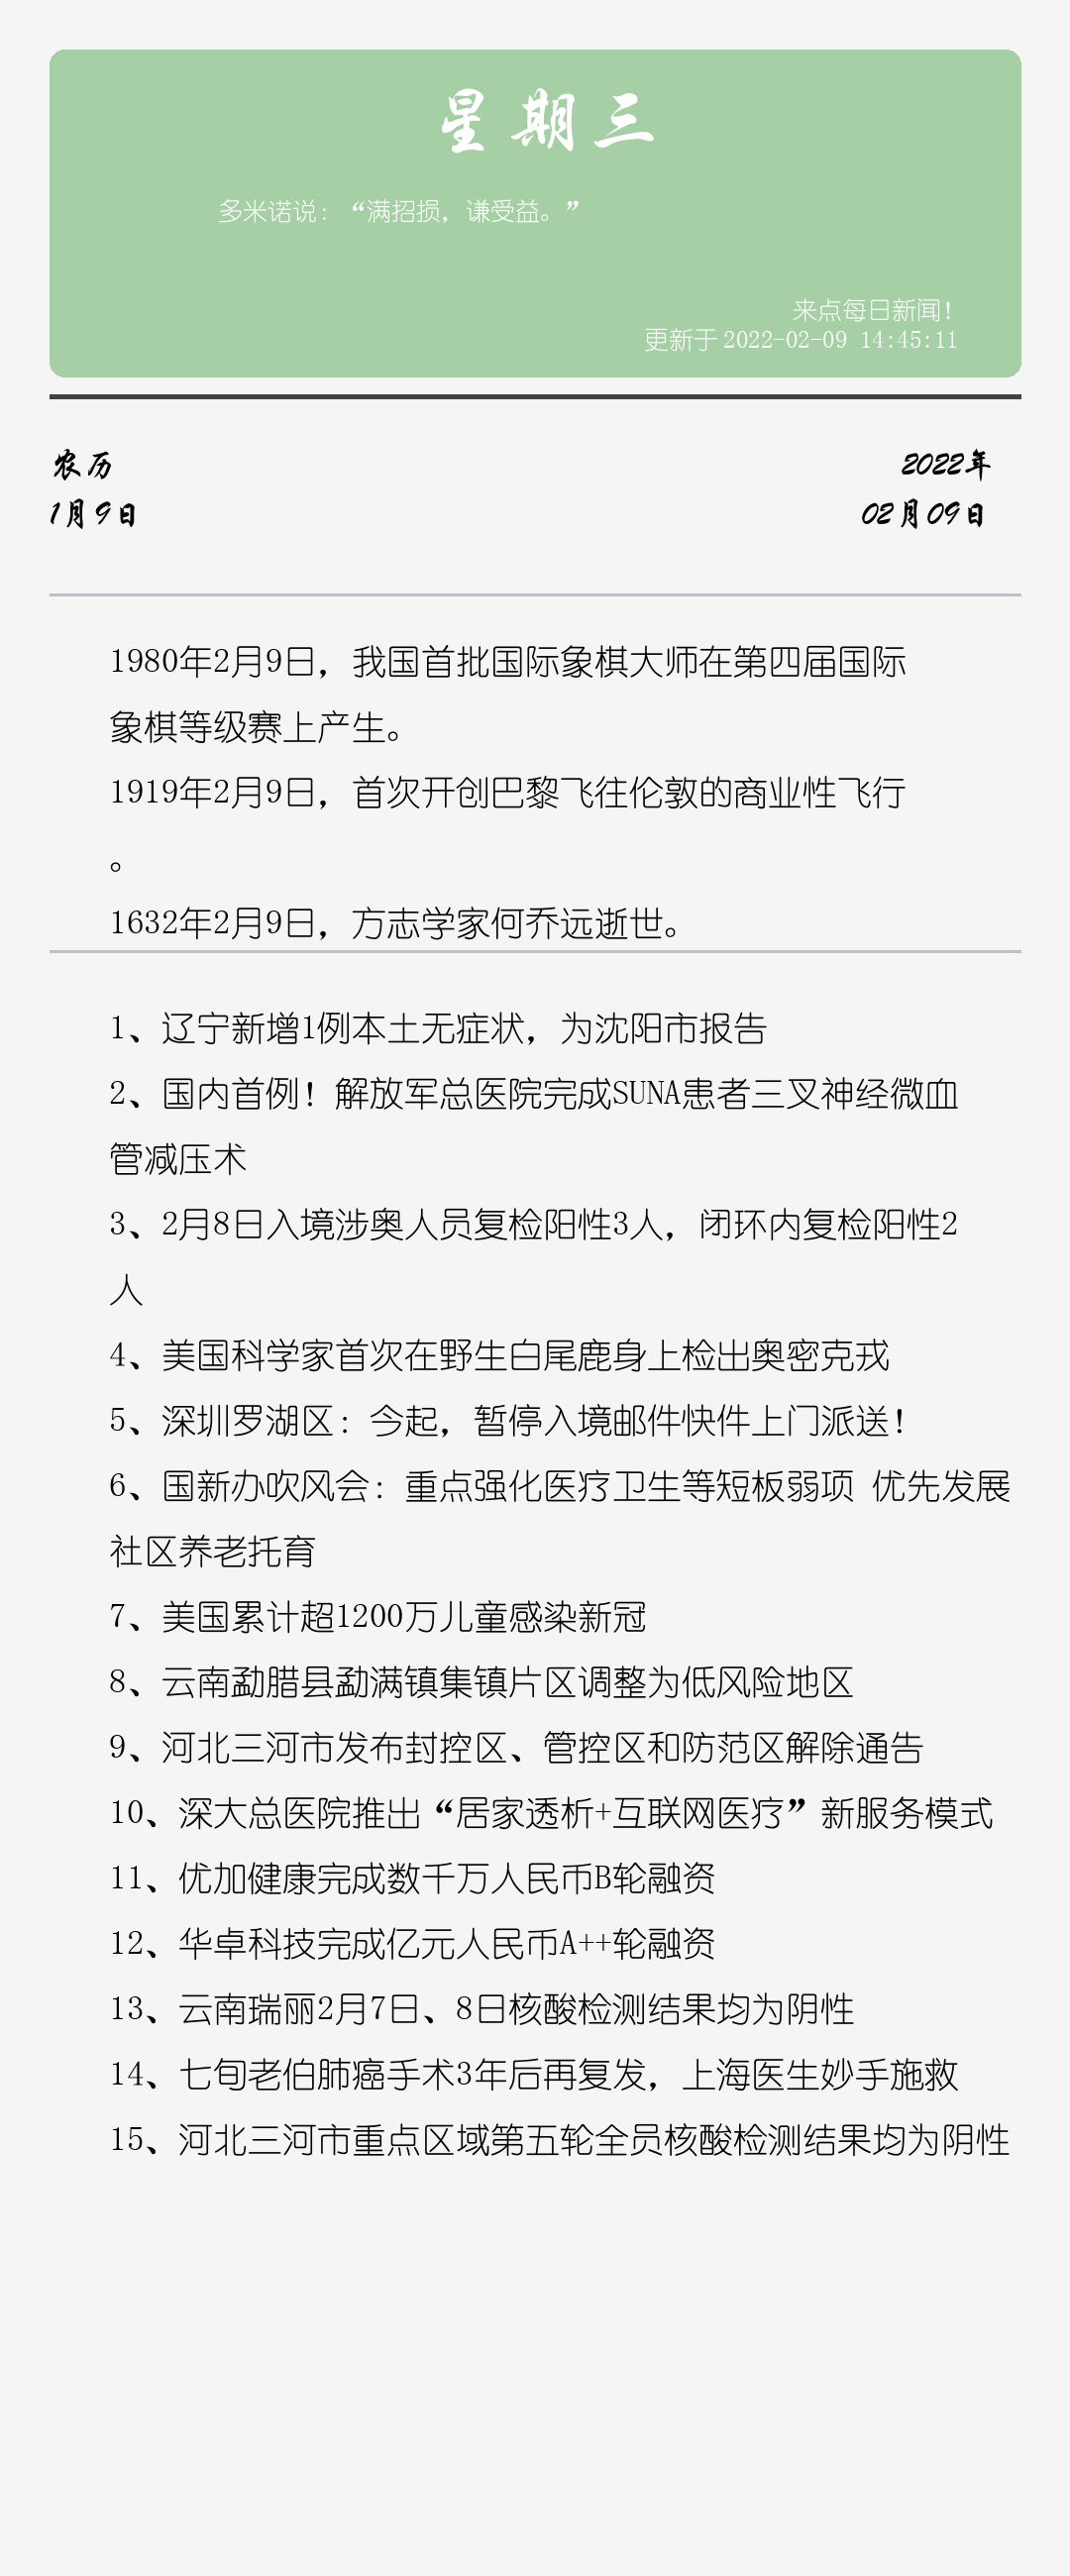 星期三
多米诺说：“满招损，谦受益。”
来点每日新闻！
更新于 2022-02-09 14:45:11
农历
2022年
1月9日
02月09日
1980年2月9日，我国首批国际象棋大师在第四届国际
象棋等级赛上产生。
1919年2月9日，首次开创巴黎飞往伦敦的商业性飞行
。
1632年2月9日，方志学家何乔远逝世。
1、辽宁新增1例本土无症状，为沈阳市报告
2、国内首例！解放军总医院完成SUNA患者三叉神经微血
管减压术
3、2月8日入境涉奥人员复检阳性3人，闭环内复检阳性2
人
4、美国科学家首次在野生白尾鹿身上检出奥密克戎
5、深圳罗湖区：今起，暂停入境邮件快件上门派送！
6、国新办吹风会：重点强化医疗卫生等短板弱项 优先发展
社区养老托育
7、美国累计超1200万儿童感染新冠
8、云南勐腊县勐满镇集镇片区调整为低风险地区
9、河北三河市发布封控区、管控区和防范区解除通告
10、深大总医院推出“居家透析+互联网医疗”新服务模式
11、优加健康完成数千万人民币B轮融资
12、华卓科技完成亿元人民币A++轮融资
13、云南瑞丽2月7日、8日核酸检测结果均为阴性
14、七旬老伯肺癌手术3年后再复发，上海医生妙手施救
15、河北三河市重点区域第五轮全员核酸检测结果均为阴性